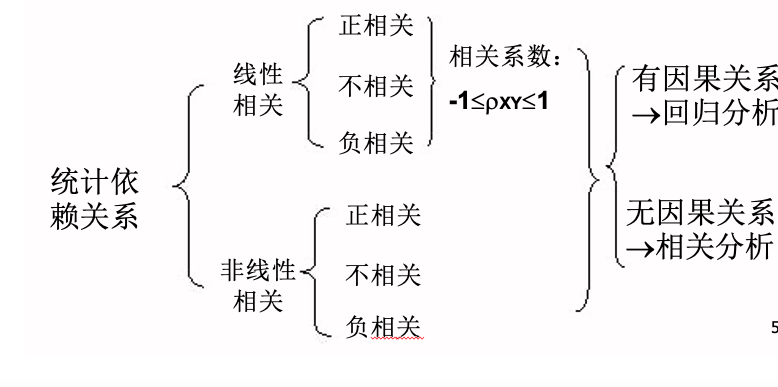 统计依
赖关系
线性
相关
正相关
不相关
负相关
相关系数:
-1≤ρXY≤1
非线性
相关
正相关
不相关
负相关
有因果关系
→回归分析
无因果关系
→相关分析
5